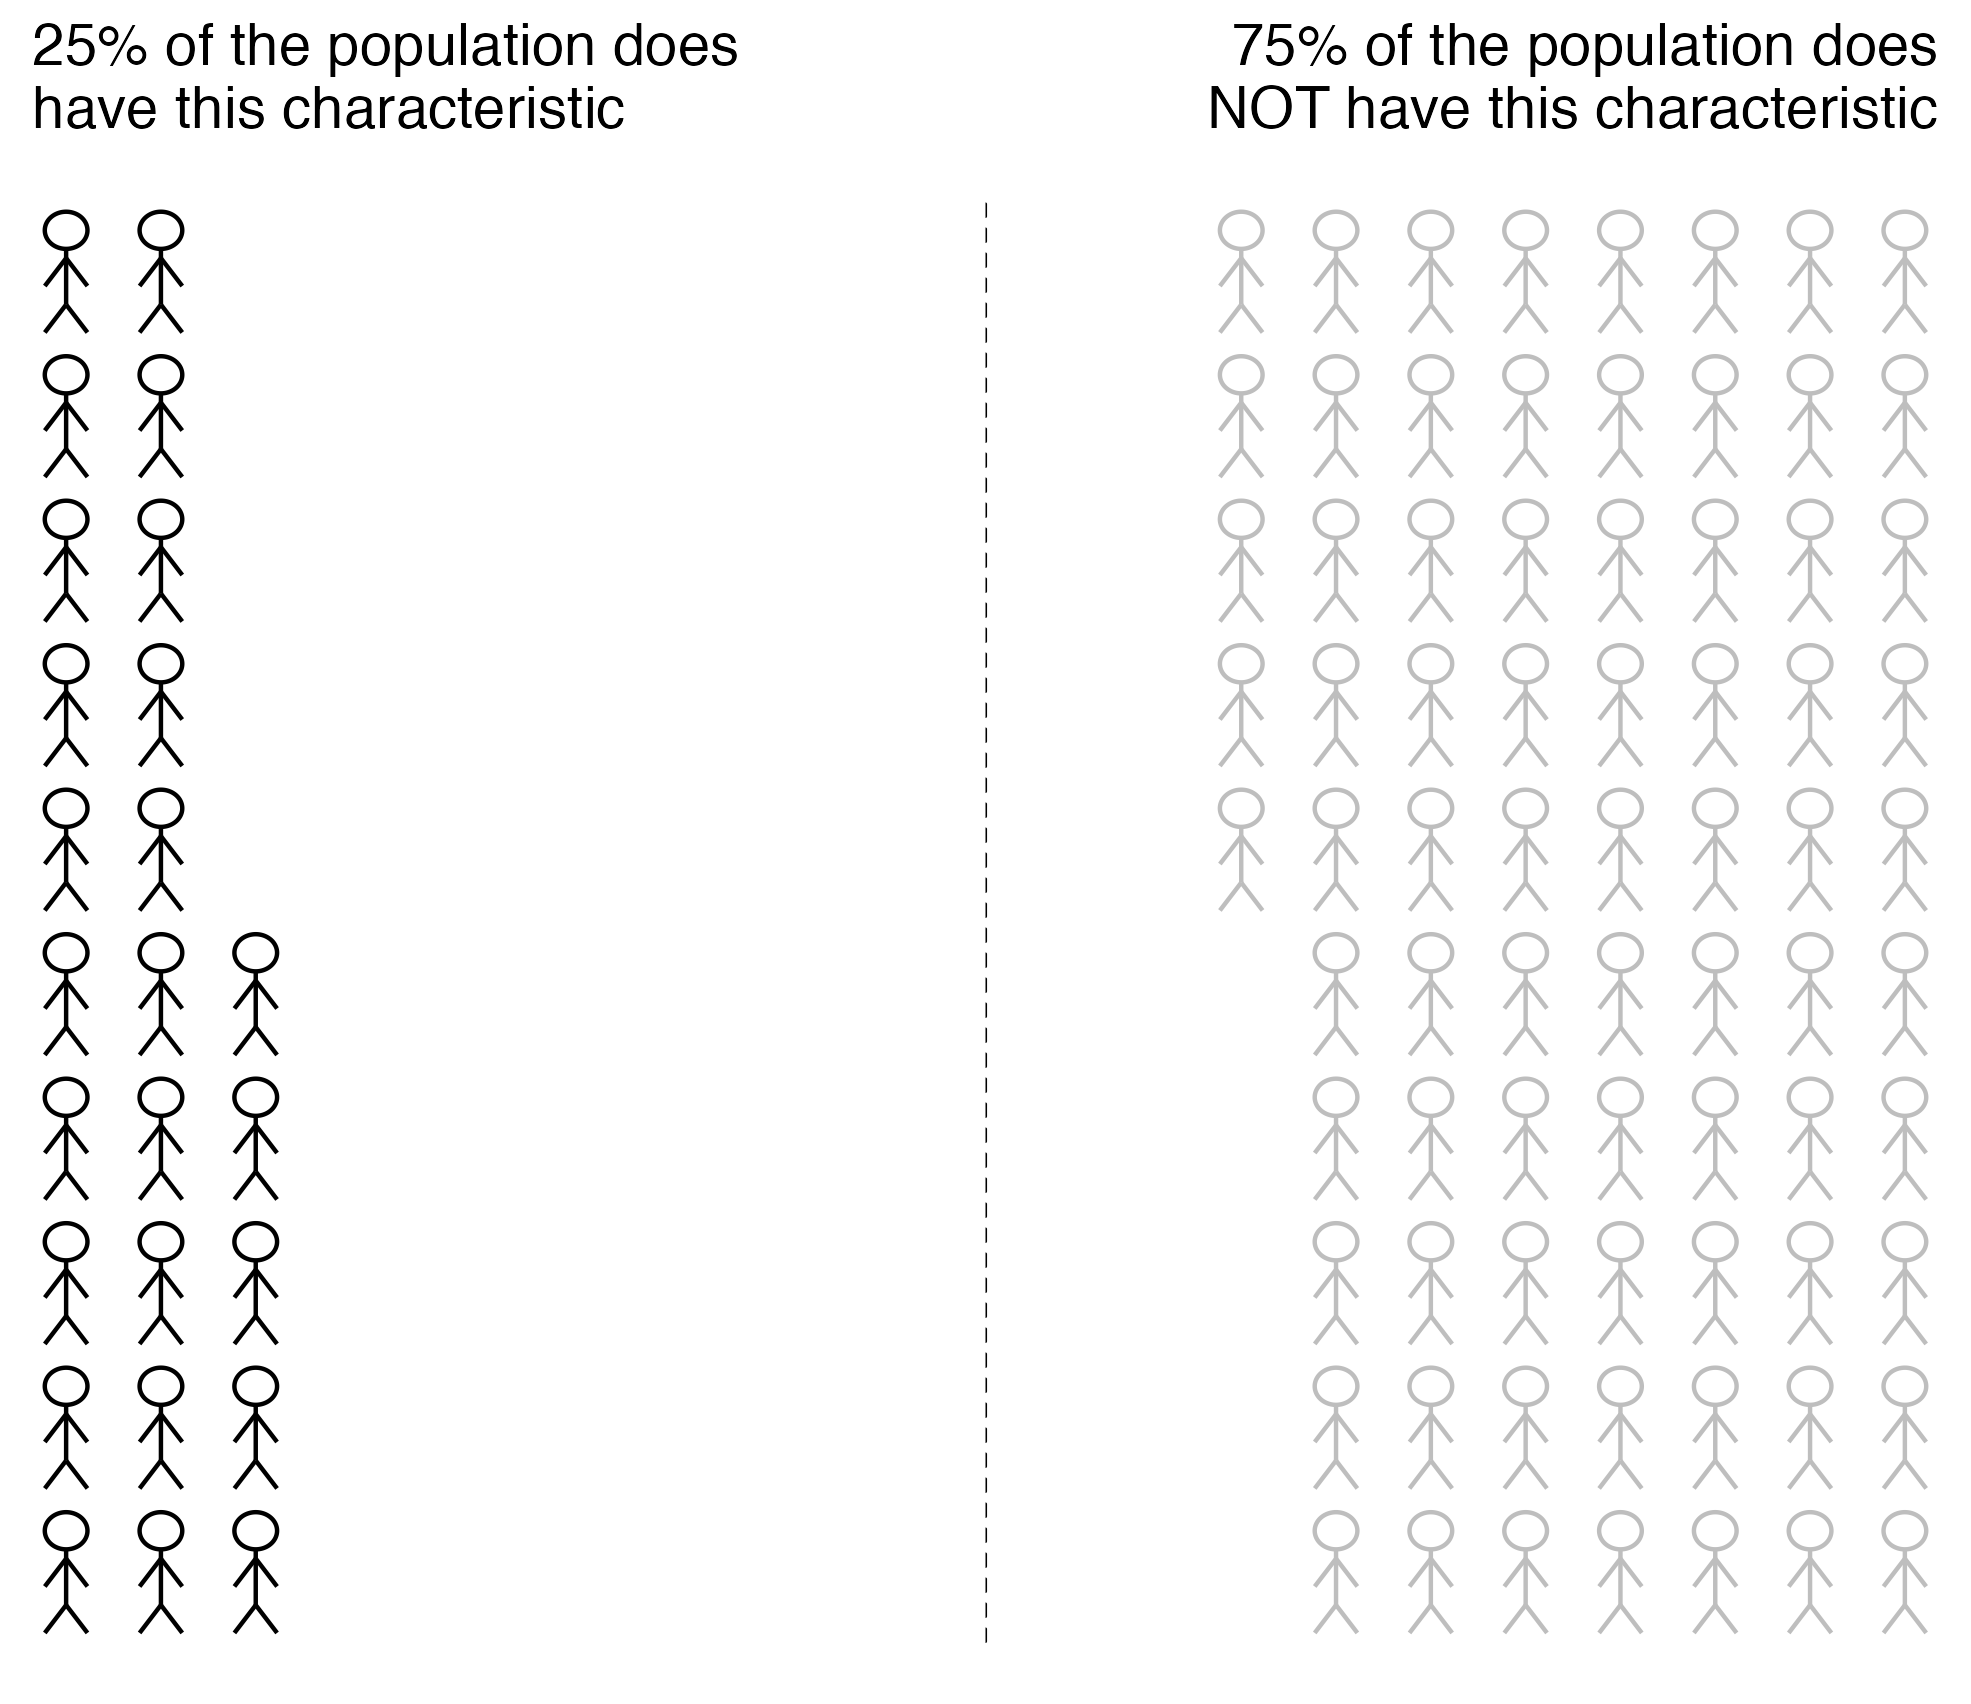 25% of the population does
have this characteristic
75% of the population does
NOT have this characteristic